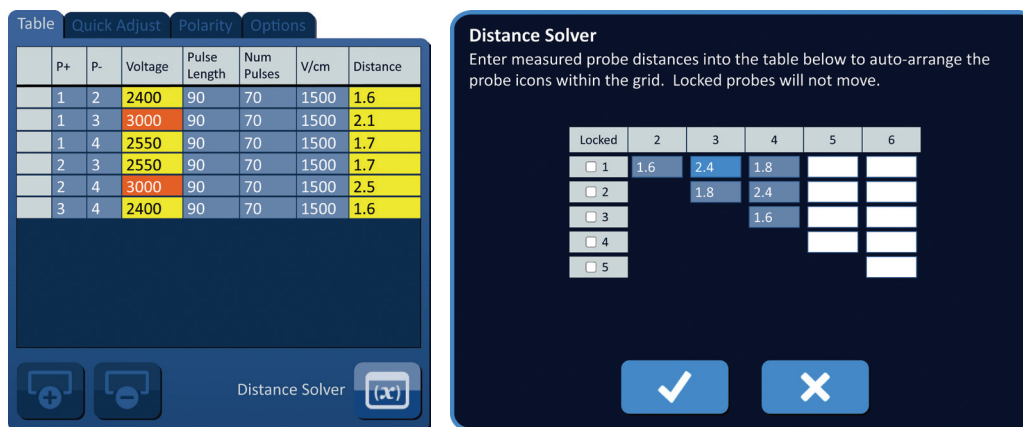 Table Quick Adjust Polarity Options
P+ P- Voltage Pulse Length Num Pulses V/cm Distance
1 2 2400 90 70 1500 1.6
1 3 3000 90 70 1500 2.1
1 4 2550 90 70 1500 1.7
2 3 2550 90 70 1500 1.7
2 4 3000 90 70 1500 2.5
3 4 2400 90 70 1500 1.6
Distance Solver (x)
Distance Solver
Enter measured probe distances into the table below to auto-arrange the
probe icons within the grid. Locked probes will not move.
Locked 2 3 4 5 6
1 1.6 2.4 1.8
2 1.8 2.4
3 1.6
4
5